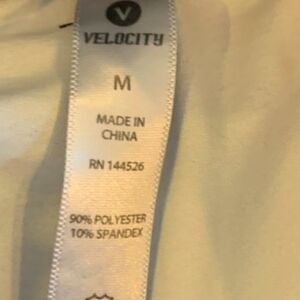 V
VELOCITY
M
MADE IN
CHINA
RN 144526
90% POLYESTER
10% SPANDEX